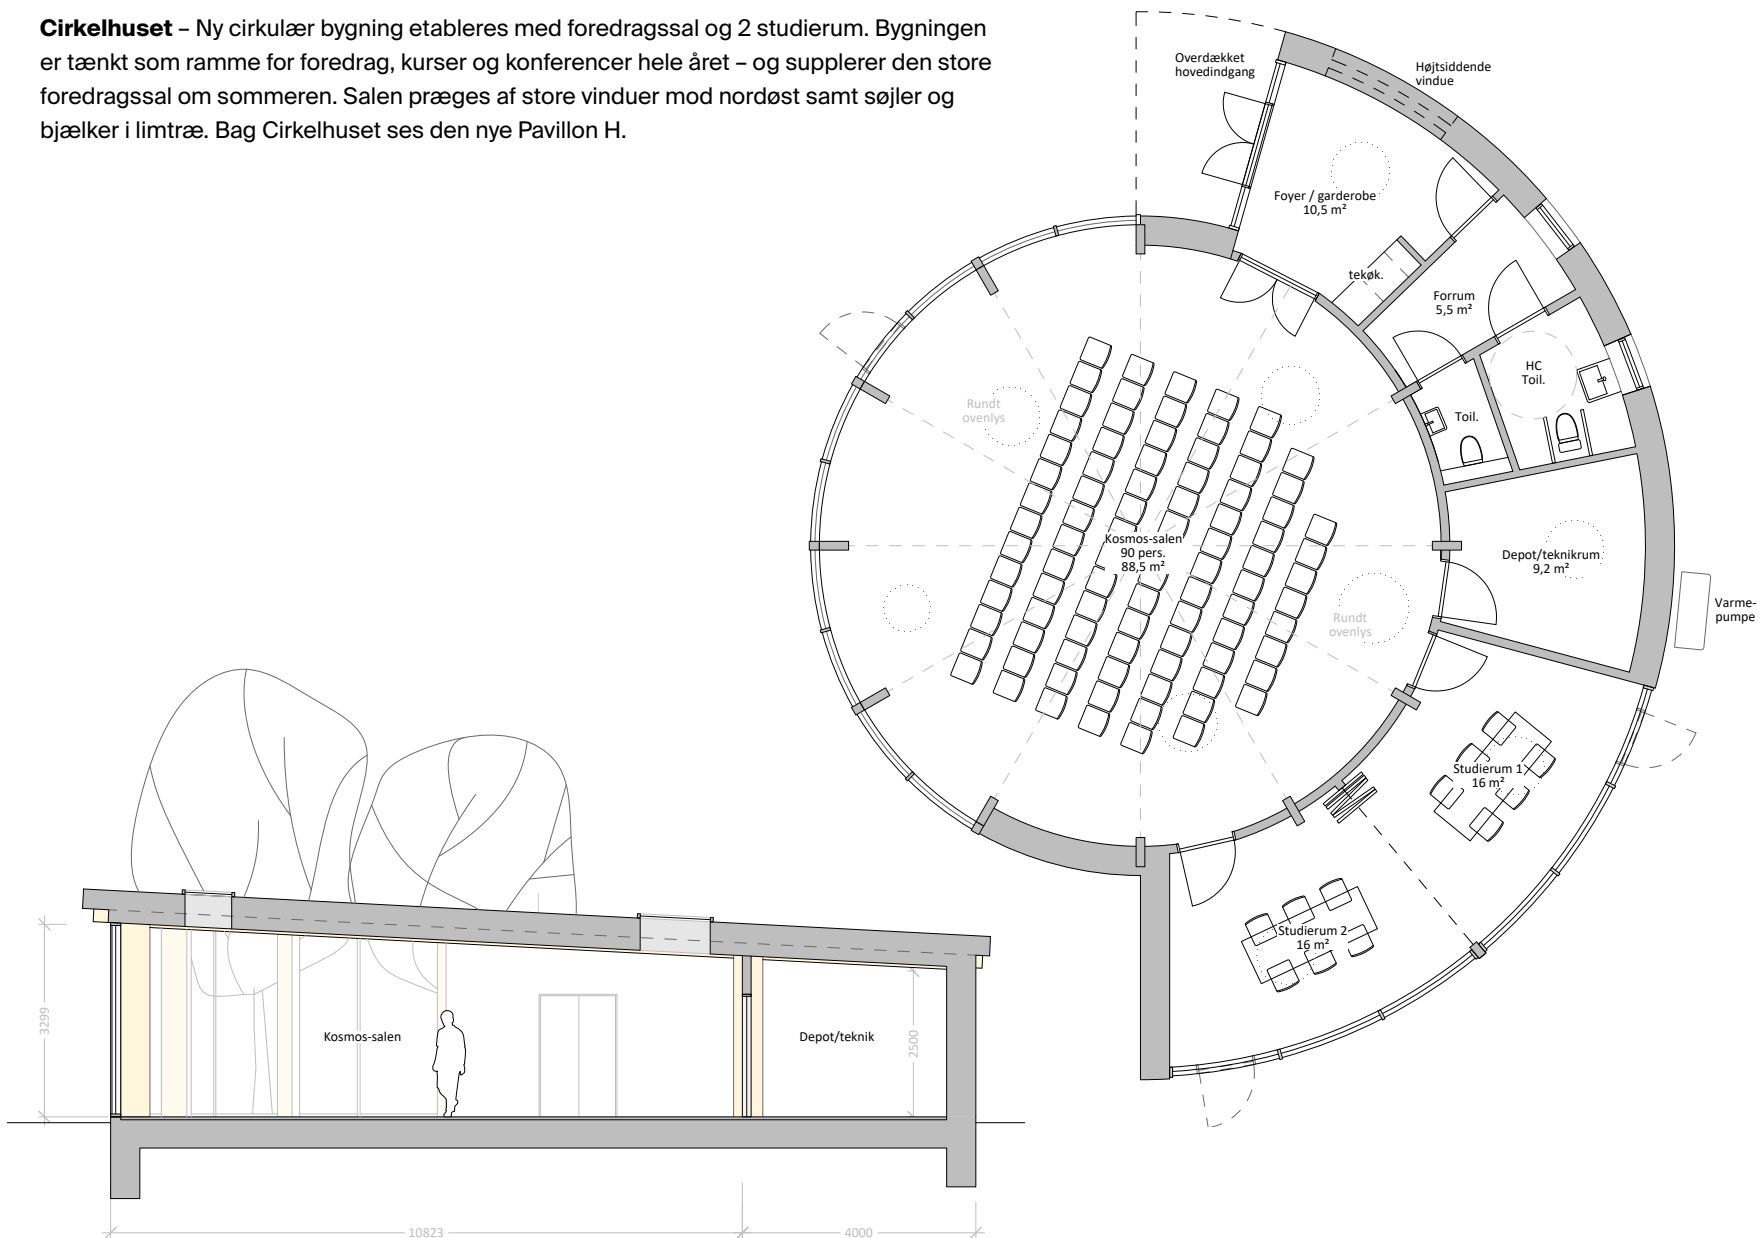 Cirkelhuset – Ny cirkulær bygning etableres med foredragssal og 2 studierum. Bygningen
er tænkt som ramme for foredrag, kurser og konferencer hele året – og supplerer den store
foredragssal om sommeren. Salen præges af store vinduer mod nordøst samt søjler og
bjælker i limtræ. Bag Cirkelhuset ses den nye Pavillon H.
Overdækket
hovedindgang
Højtsiddende
vindue
Foyer / garderobe
10,5 m²
tekøk.
Forrum
5,5 m²
HC
Toil.
Toil.
Rundt
ovenlys
Kosmos-salen
90 pers.
88,5 m²
Depot/teknikrum
9,2 m²
Varme-
pumpe
Rundt
ovenlys
Studierum 1
16 m²
Studierum 2
16 m²
3299
Kosmos-salen
Depot/teknik
2500
10823
4000